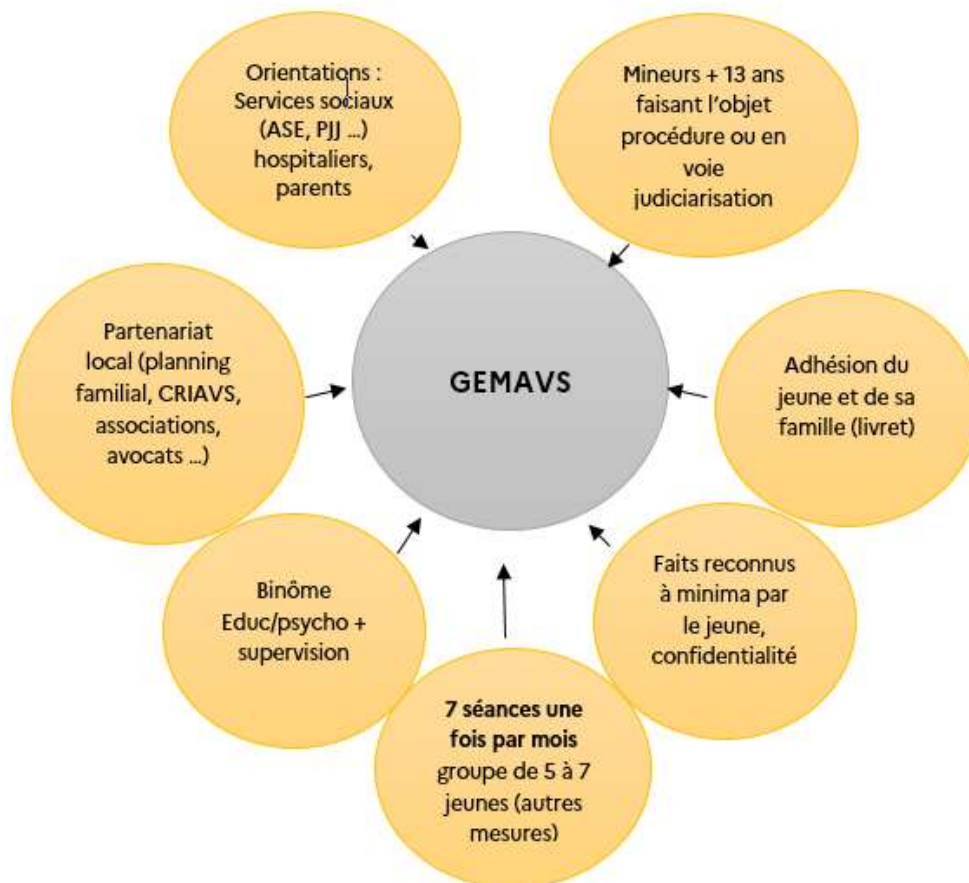 Orientations :
Services sociaux
(ASE, PJJ ...)
hospitaliers,
parents
Mineurs + 13 ans
faisant l'objet
procédure ou en
voie
judiciarisation
Partenariat
local (planning
familial, CRIAVS,
associations,
avocats ...)
GEMAVS
Adhésion du
jeune et de sa
famille (livret)
Binôme
Educ/psycho +
supervision
Faits reconnus
à minima par
le jeune,
confidentialité
7 séances une
fois par mois
groupe de 5 à 7
jeunes (autres
mesures)